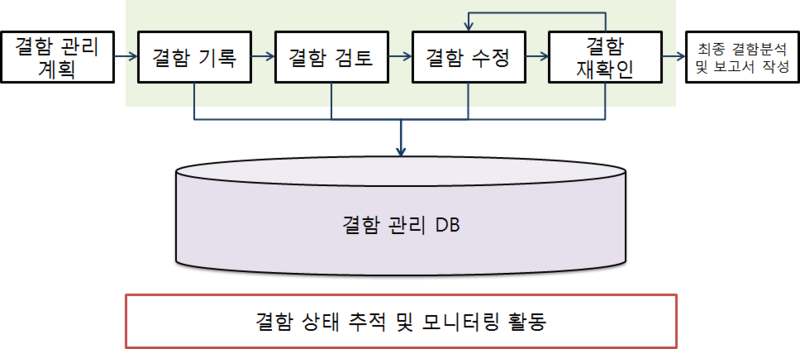 결함 관리
계획
결함 기록
결함 검토
결함 수정
결함
재확인
최종 결함분석
및 보고서 작성
결함 관리 DB
결함 상태 추적 및 모니터링 활동